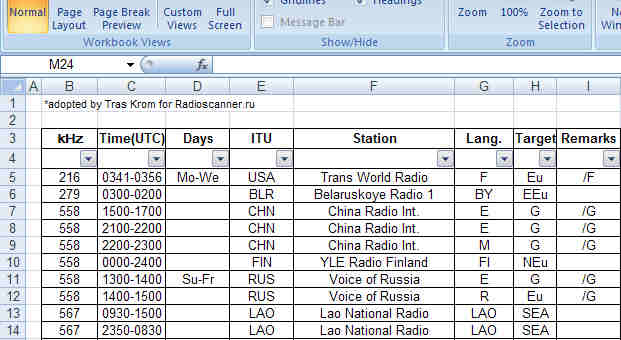 Normal Page Layout Page Break Preview Custom Views Full Screen
Gridlines Headings
Message Bar
Zoom 100% Zoom to Selection
Workbook Views Show/Hide Zoom
M24 fx
A B C D E F G H I
1 *adopted by Tras Krom for Radioscanner.ru
2
3 kHz Time(UTC) Days ITU Station Lang. Target Remarks
4
5 216 0341-0356 Mo-We USA Trans World Radio F Eu /F
6 279 0300-0200 BLR Belaruskoye Radio 1 BY EEu
7 558 1500-1700 CHN China Radio Int. E G /G
8 558 2100-2200 CHN China Radio Int. E G /G
9 558 2200-2300 CHN China Radio Int. M G /G
10 558 0000-2400 FIN YLE Radio Finland FI NEu
11 558 1300-1400 Su-Fr RUS Voice of Russia E G /G
12 558 1400-1500 RUS Voice of Russia R Eu /G
13 567 0930-1500 LAO Lao National Radio LAO SEA
14 567 2350-0830 LAO Lao National Radio LAO SEA